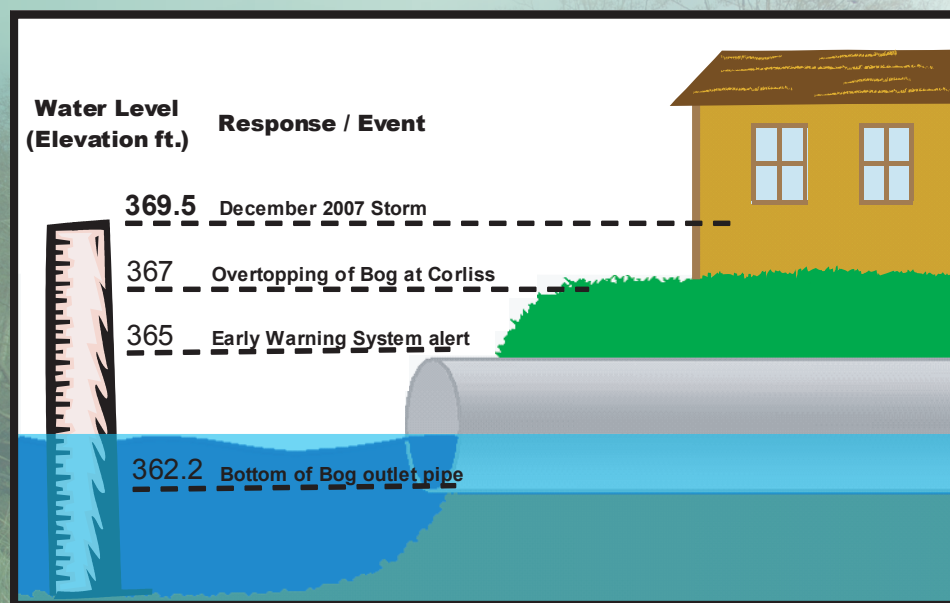 Water Level
(Elevation ft.)
Response / Event
369.5 December 2007 Storm
367 Overtopping of Bog at Corliss
365 Early Warning System alert
362.2 Bottom of Bog outlet pipe